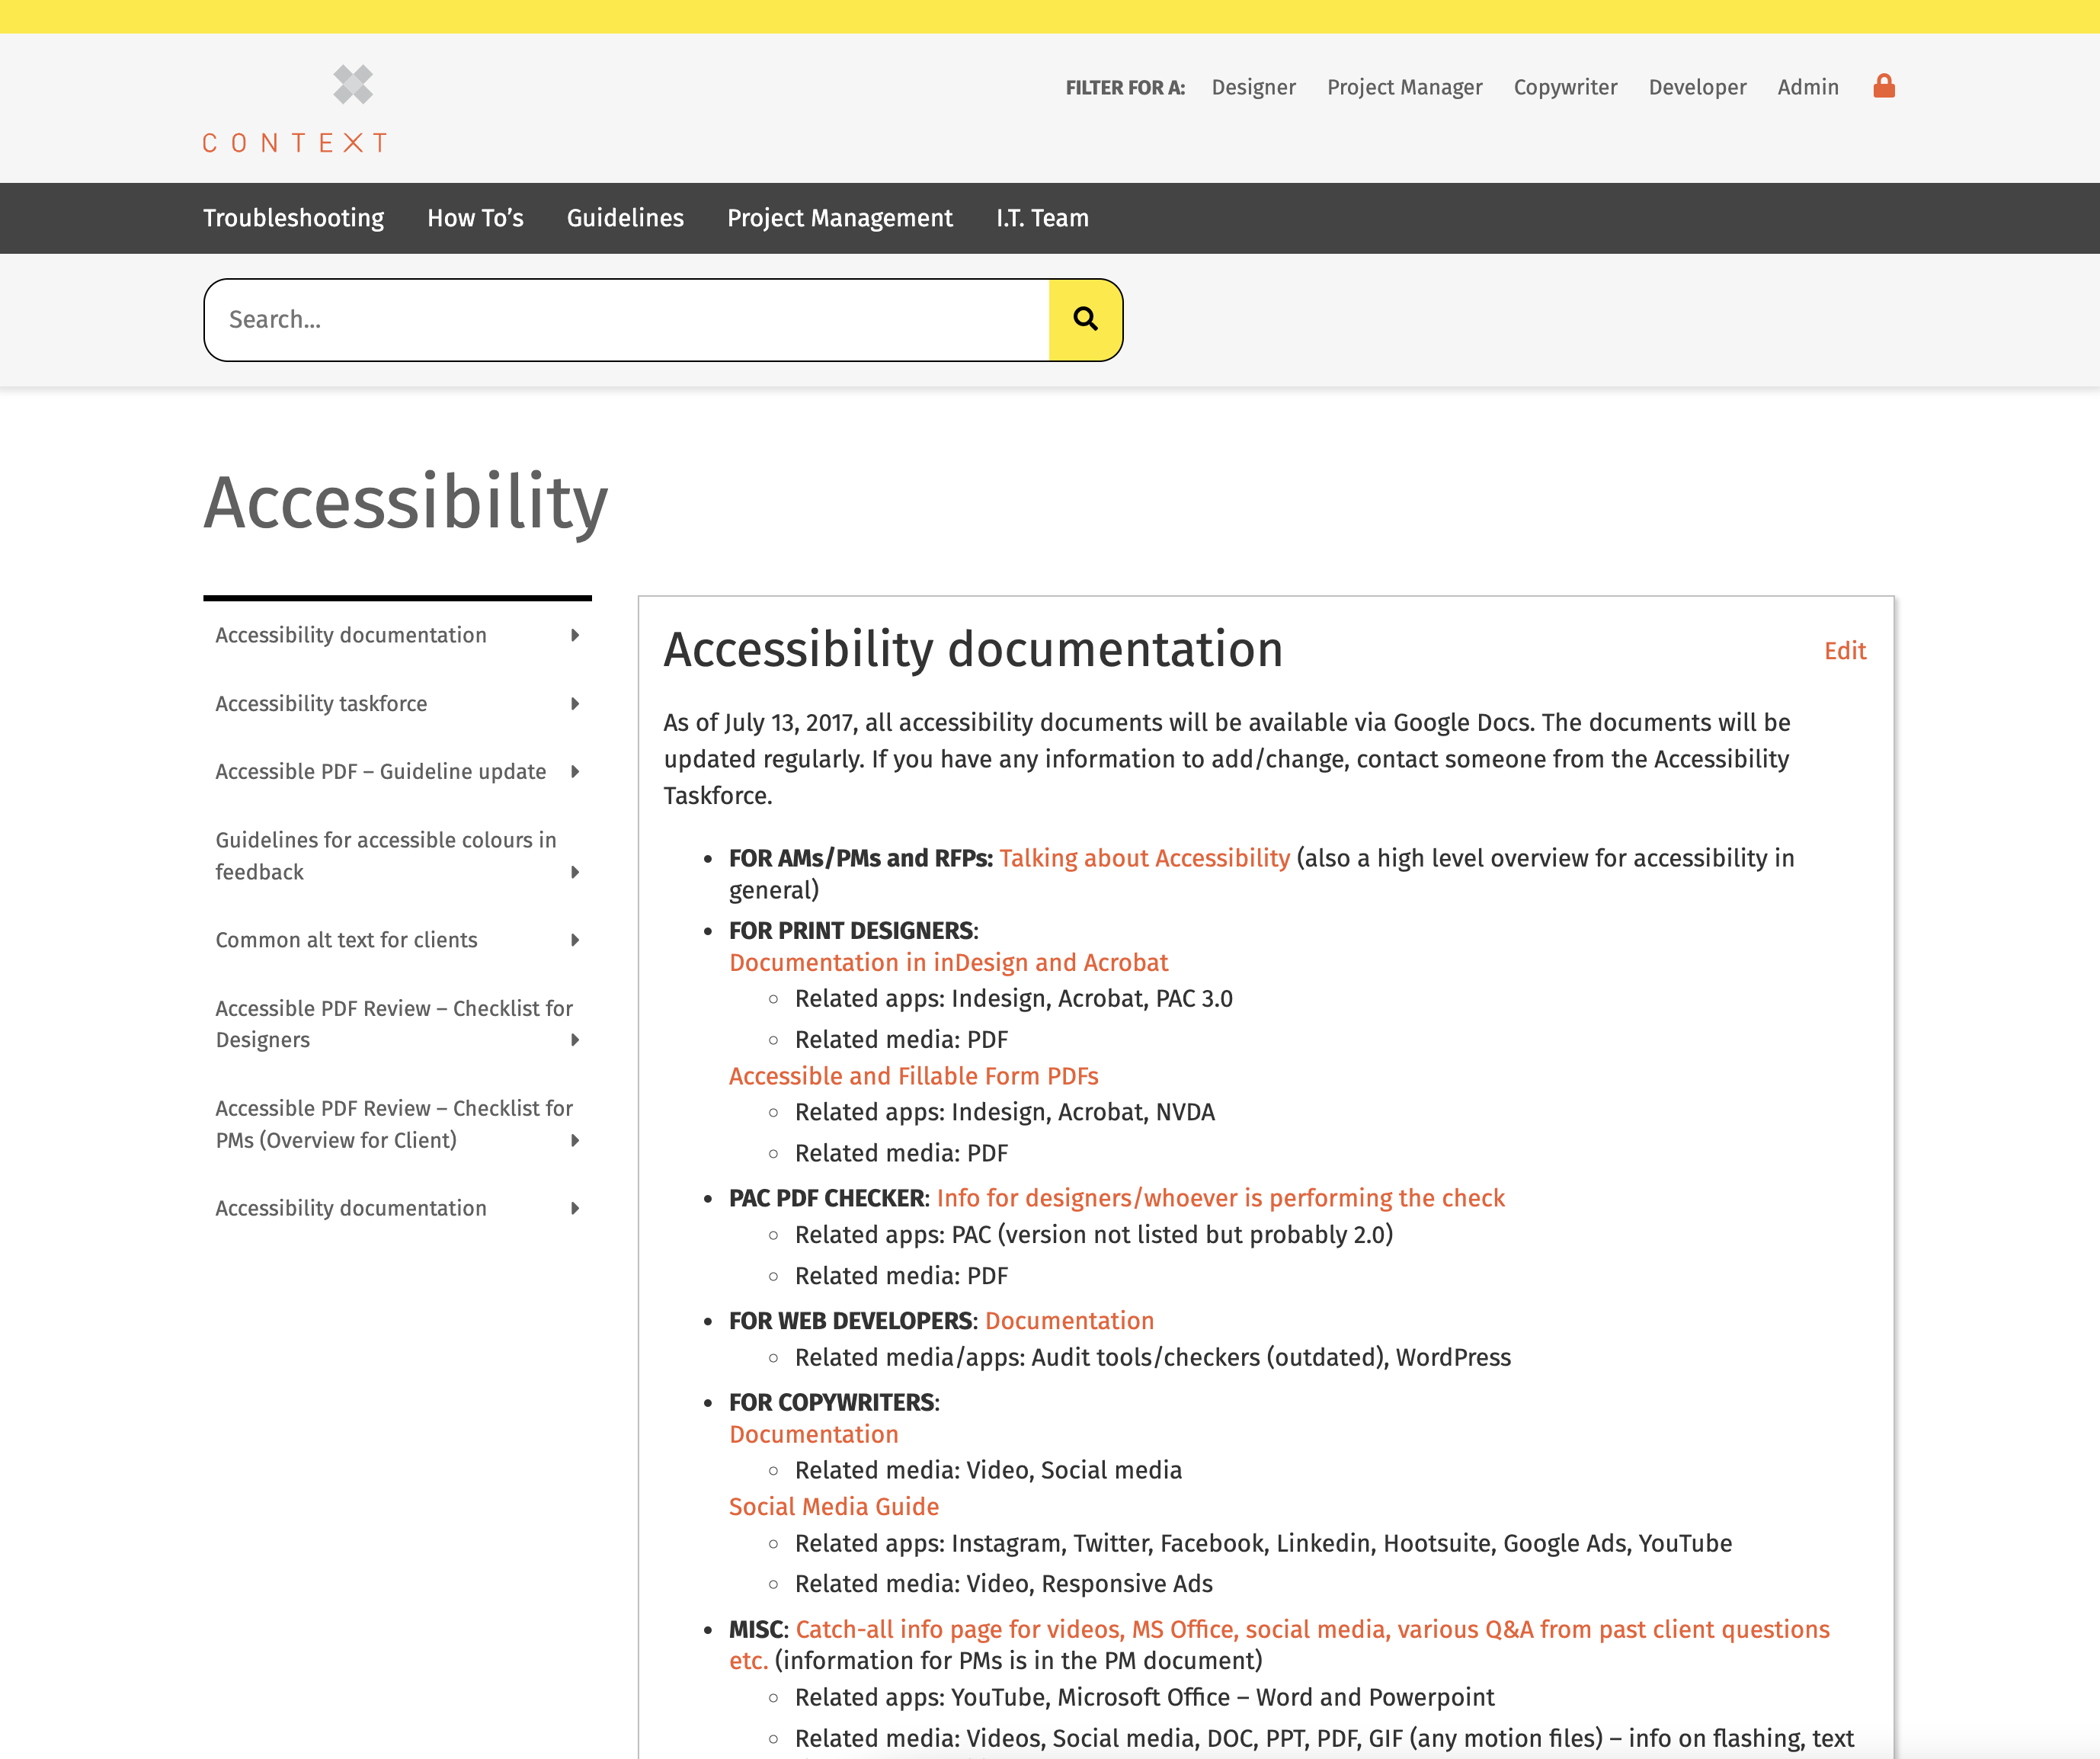 FILTER FOR A: Designer Project Manager Copywriter Developer Admin
CONTEXT
Troubleshooting How To’s Guidelines Project Management I.T. Team
Search...
Accessibility
Accessibility documentation
Accessibility taskforce
Accessible PDF – Guideline update
Guidelines for accessible colours in
feedback
Common alt text for clients
Accessible PDF Review – Checklist for
Designers
Accessible PDF Review – Checklist for
PMs (Overview for Client)
Accessibility documentation
Accessibility documentation
Edit
As of July 13, 2017, all accessibility documents will be available via Google Docs. The documents will be
updated regularly. If you have any information to add/change, contact someone from the Accessibility
Taskforce.
• FOR AMs/PMs and RFPs: Talking about Accessibility (also a high level overview for accessibility in
general)
• FOR PRINT DESIGNERS:
Documentation in inDesign and Acrobat
◦ Related apps: Indesign, Acrobat, PAC 3.0
◦ Related media: PDF
Accessible and Fillable Form PDFs
◦ Related apps: Indesign, Acrobat, NVDA
◦ Related media: PDF
• PAC PDF CHECKER: Info for designers/whoever is performing the check
◦ Related apps: PAC (version not listed but probably 2.0)
◦ Related media: PDF
• FOR WEB DEVELOPERS: Documentation
◦ Related media/apps: Audit tools/checkers (outdated), WordPress
• FOR COPYWRITERS:
Documentation
◦ Related media: Video, Social media
Social Media Guide
◦ Related apps: Instagram, Twitter, Facebook, Linkedin, Hootsuite, Google Ads, YouTube
◦ Related media: Video, Responsive Ads
• MISC: Catch-all info page for videos, MS Office, social media, various Q&A from past client questions
etc. (information for PMs is in the PM document)
◦ Related apps: YouTube, Microsoft Office – Word and Powerpoint
◦ Related media: Videos, Social media, DOC, PPT, PDF, GIF (any motion files) – info on flashing, text